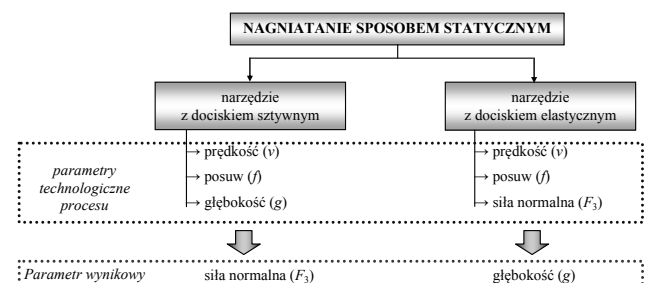 NAGNIATANIE SPOSOBEM STATYCZNYM
narzędzie
z dociskiem sztywnym
narzędzie
z dociskiem elastycznym
parametry
technologiczne
procesu
prędkość (v)
posuw (f)
głębokość (g)
prędkość (v)
posuw (f)
siła normalna (F3)
Parametr wynikowy
siła normalna (F3)
głębokość (g)